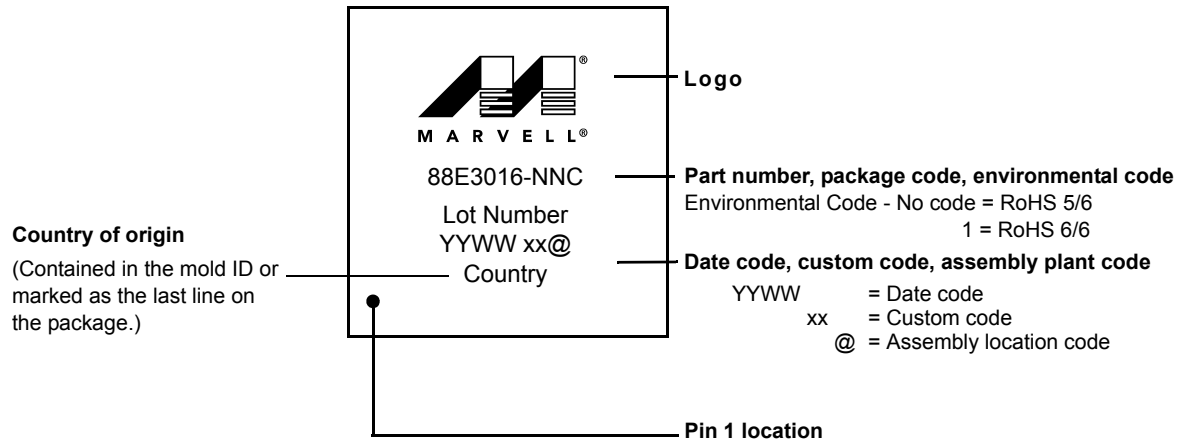 MARVELL®
®
Logo
88E3016-NNC
Part number, package code, environmental code
Environmental Code - No code = RoHS 5/6
1 = RoHS 6/6
Lot Number
YYWW xx@
Country
Country of origin
(Contained in the mold ID or
marked as the last line on
the package.)
Date code, custom code, assembly plant code
YYWW = Date code
xx = Custom code
@ = Assembly location code
Pin 1 location